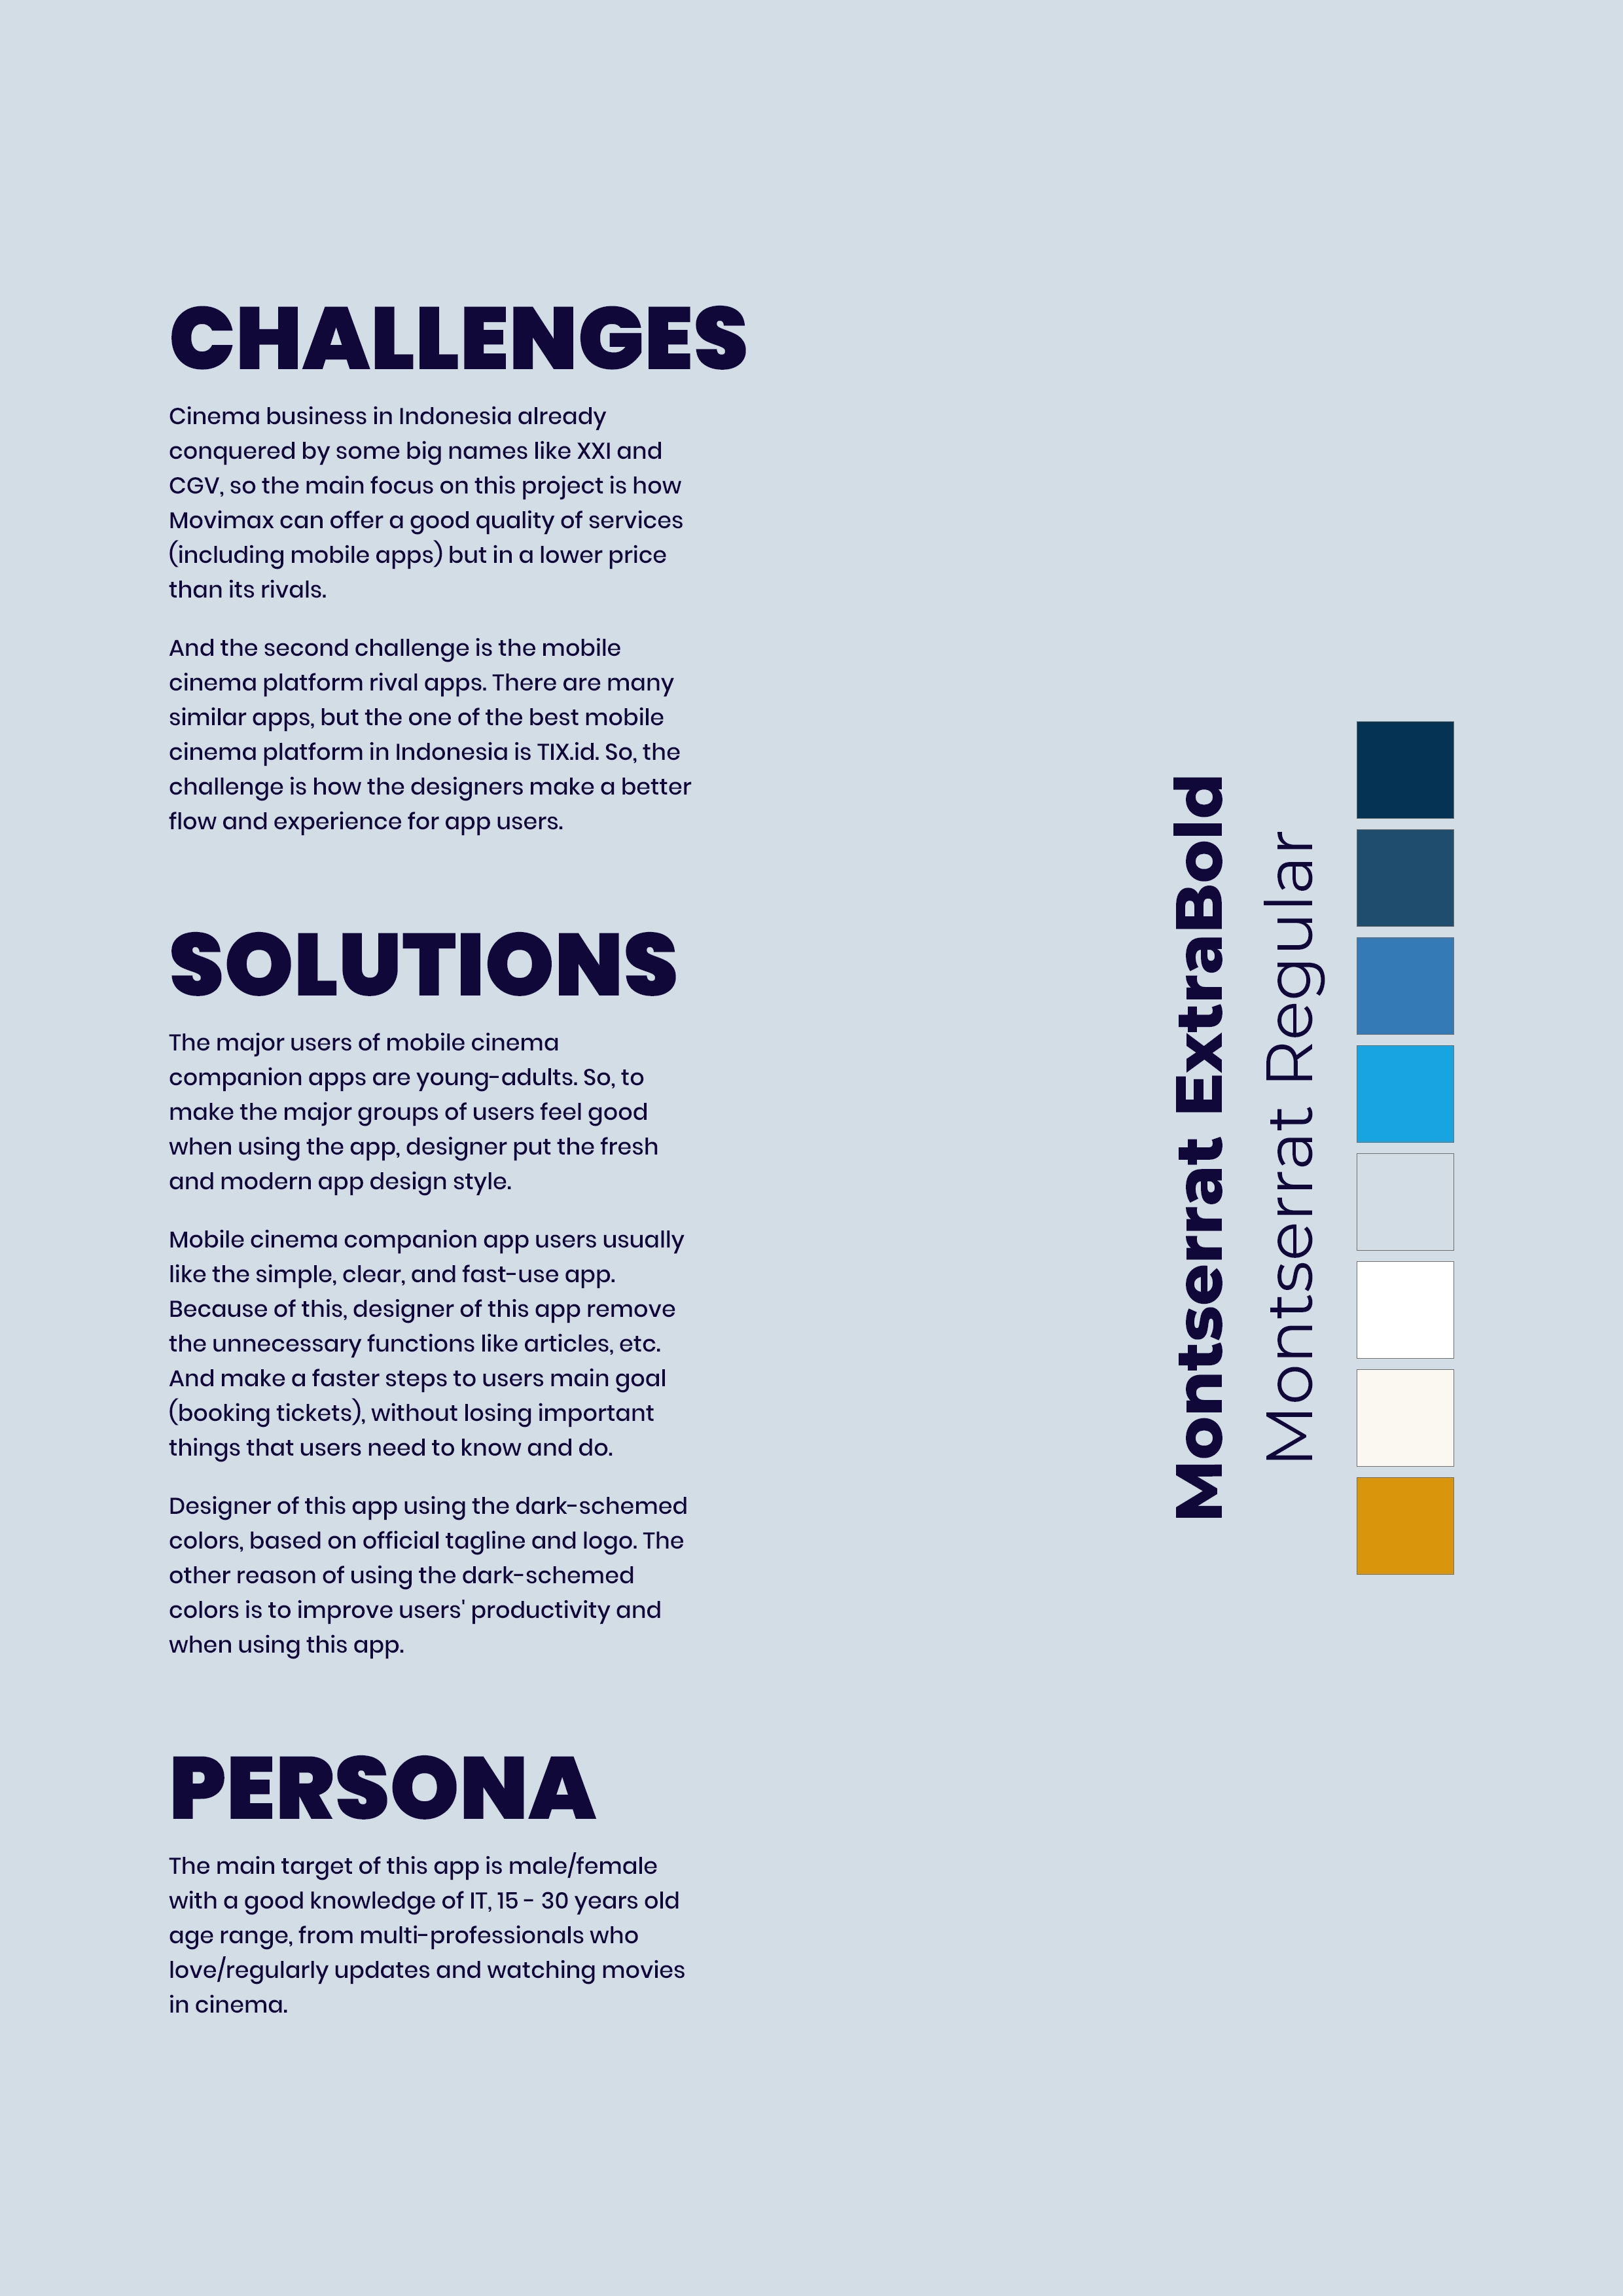 CHALLENGES
Cinema business in Indonesia already
conquered by some big names like XXI and
CGV, so the main focus on this project is how
Movimax can offer a good quality of services
(including mobile apps) but in a lower price
than its rivals.
And the second challenge is the mobile
cinema platform rival apps. There are many
similar apps, but the one of the best mobile
cinema platform in Indonesia is TIX.id. So, the
challenge is how the designers make a better
flow and experience for app users.
SOLUTIONS
The major users of mobile cinema
companion apps are young-adults. So, to
make the major groups of users feel good
when using the app, designer put the fresh
and modern app design style.
Mobile cinema companion app users usually
like the simple, clear, and fast-use app.
Because of this, designer of this app remove
the unnecessary functions like articles, etc.
And make a faster steps to users main goal
(booking tickets), without losing important
things that users need to know and do.
Designer of this app using the dark-schemed
colors, based on official tagline and logo. The
other reason of using the dark-schemed
colors is to improve users' productivity and
when using this app.
PERSONA
The main target of this app is male/female
with a good knowledge of IT, 15 - 30 years old
age range, from multi-professionals who
love/regularly updates and watching movies
in cinema.
Montserrat ExtraBold
Montserrat Regular